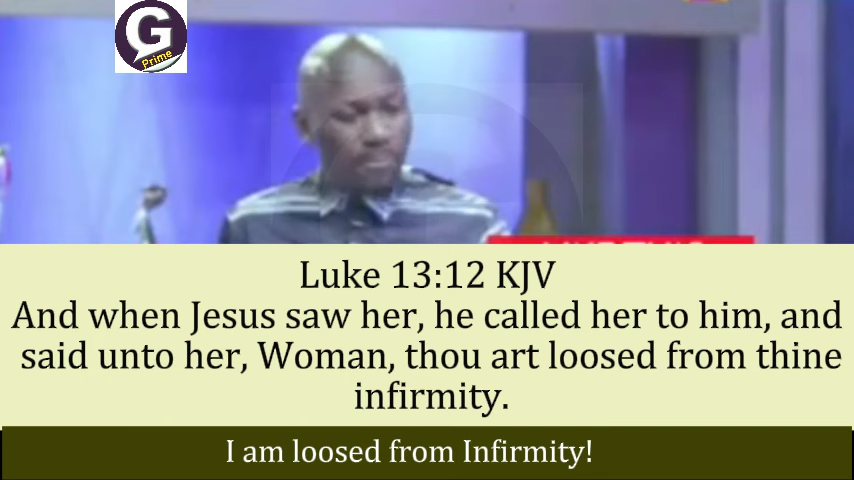 G
Prime
Luke 13:12 KJV
And when Jesus saw her, he called her to him, and
said unto her, Woman, thou art loosed from thine
infirmity.
I am loosed from Infirmity!